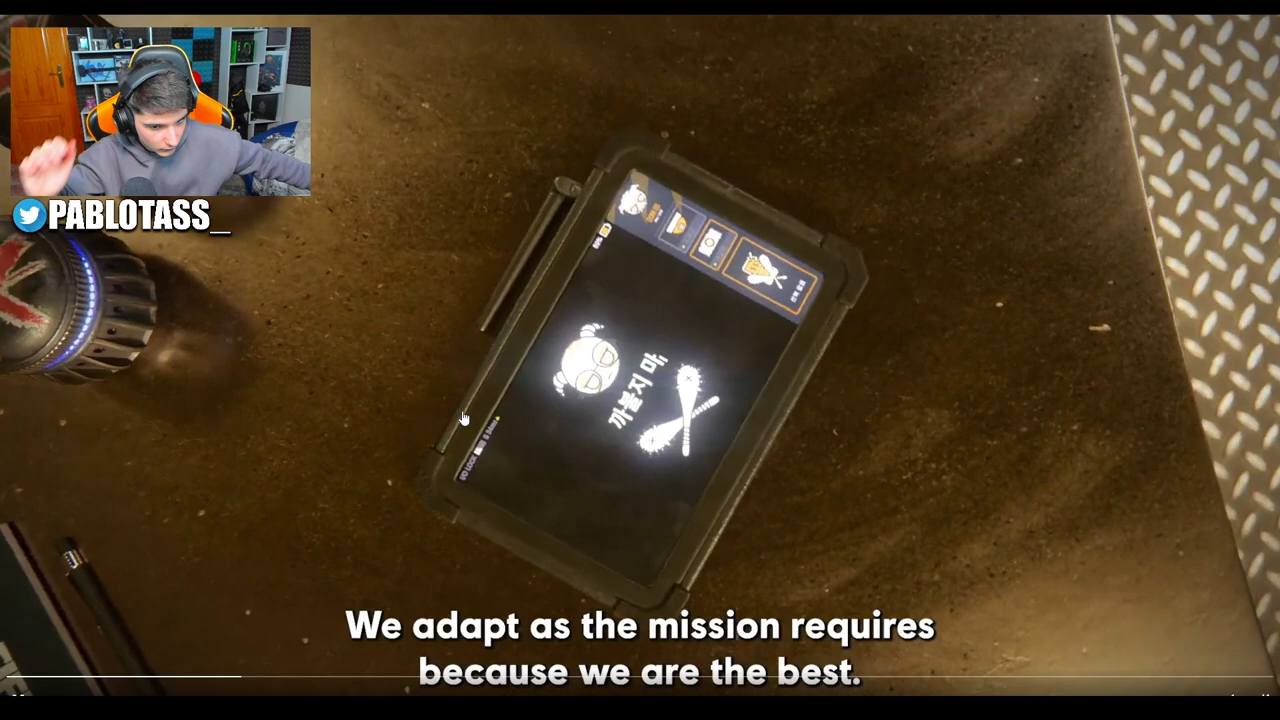 PABLOTASS_
까불지 마,
We adapt as the mission requires
because we are the best.